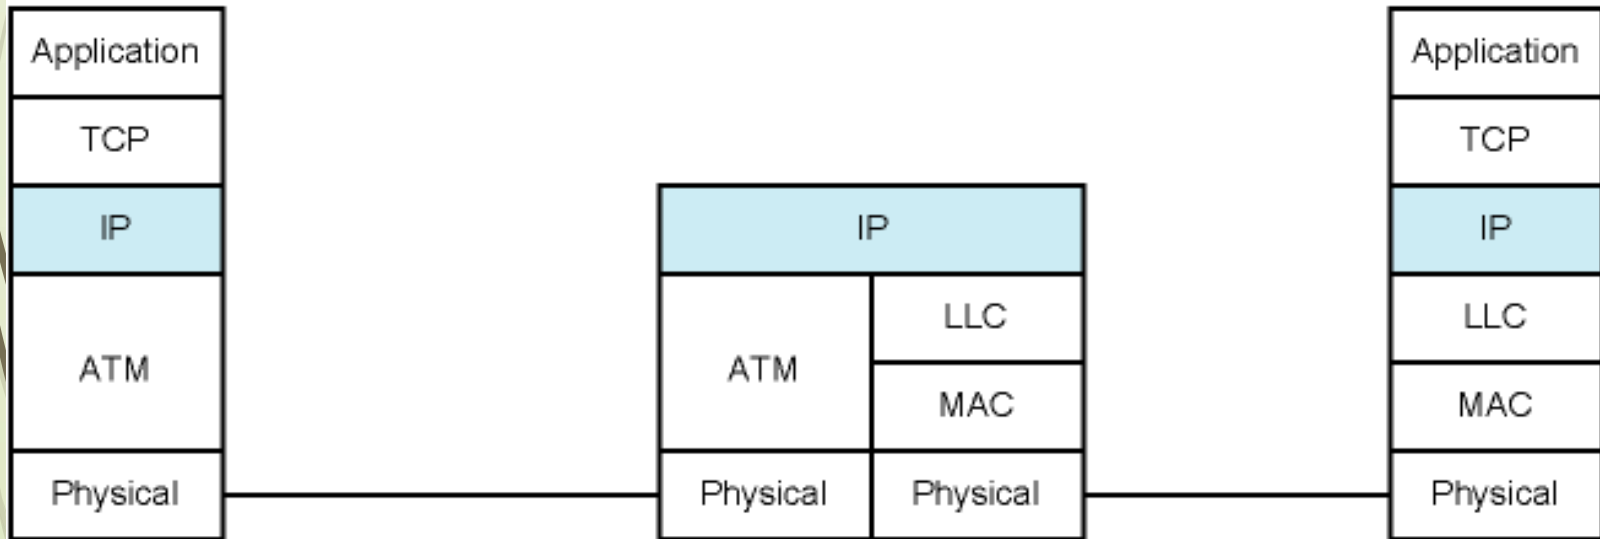 Application
TCP
IP
ATM
Physical
IP
ATM
LLC
MAC
Physical
Physical
Application
TCP
IP
LLC
MAC
Physical